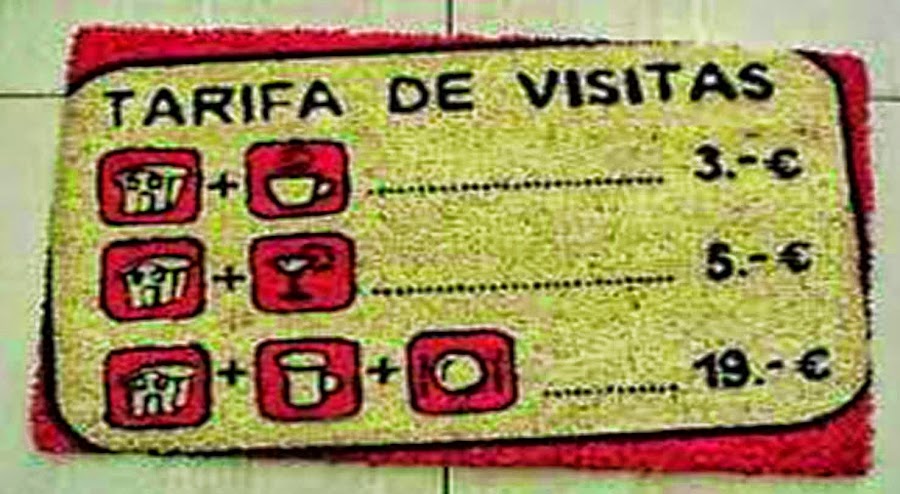 TARIFA DE VISITAS
+ ............ 3.-€
+ ............ 5.-€
+ + ............ 19.-€